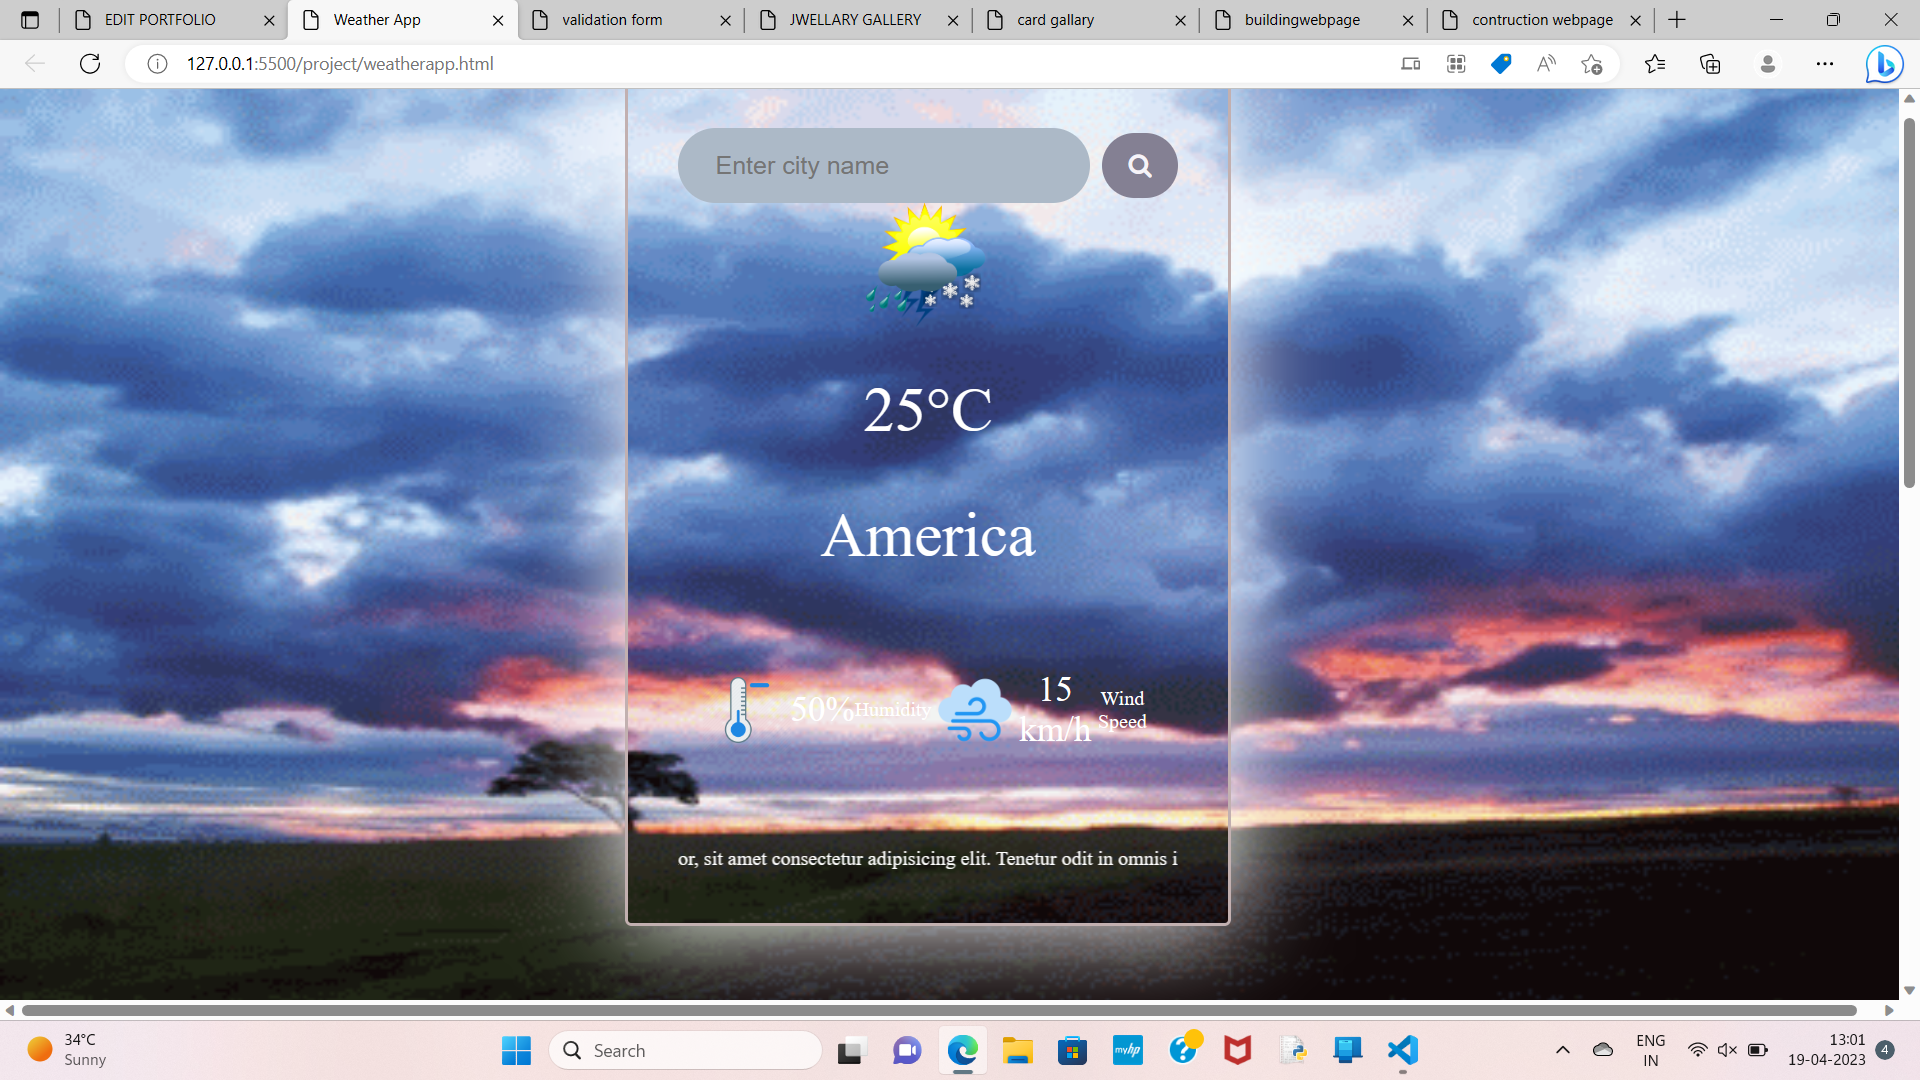 EDIT PORTFOLIO
Weather App
validation form
JWELLARY GALLERY
card gallary
buildingwebpage
contruction webpage
127.0.0.1:5500/project/weatherapp.html
Enter city name
25°C
America
50% Humidity
15 km/h
Wind Speed
or, sit amet consectetur adipisicing elit. Tenetur odit in omnis i
34°C
Sunny
Search
myhp
ENG
IN
13:01
19-04-2023
4